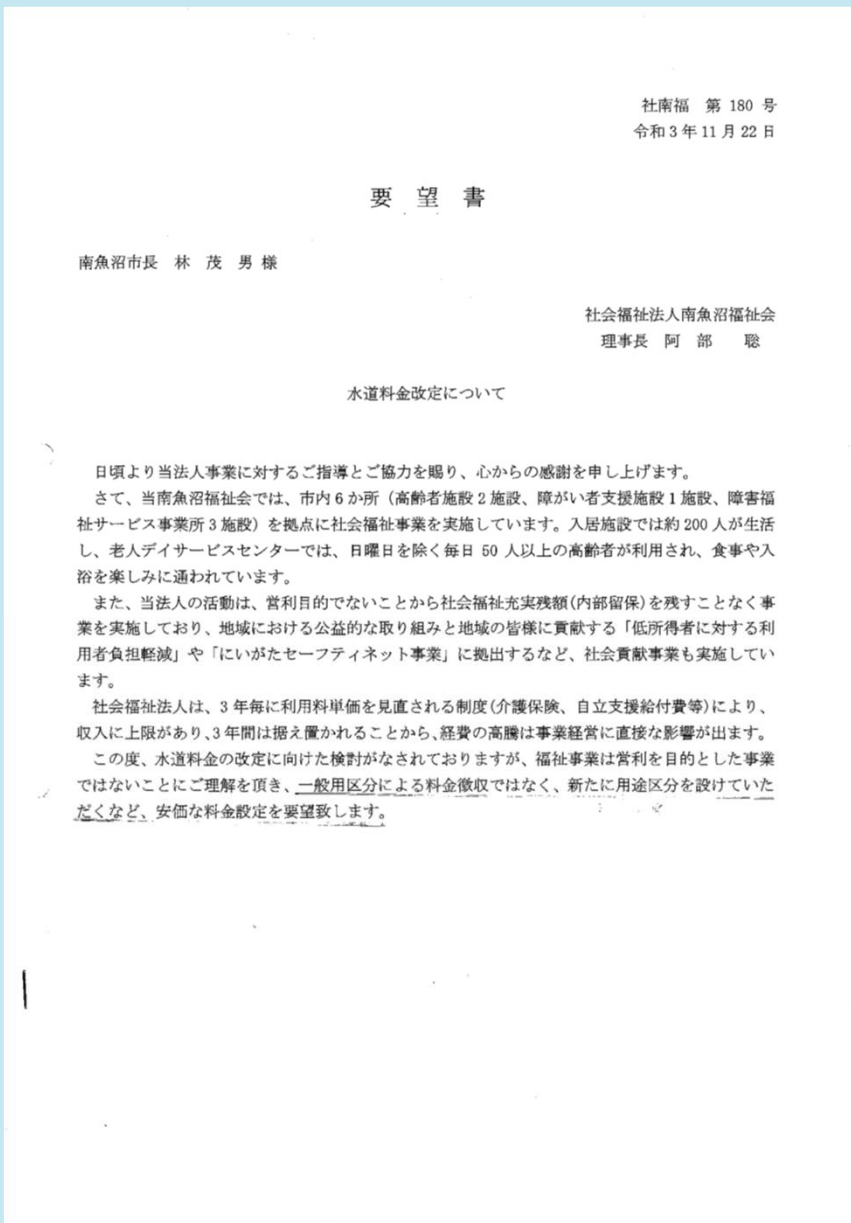 社南福 第 180 号
令和3年11月22日
要 望 書
南魚沼市長 林 茂 男 様
社会福祉法人南魚沼福祉会
理事長 阿 部 聡
水道料金改定について
日頃より当法人事業に対するご指導とご協力を賜り、心からの感謝を申し上げます。
さて、当南魚沼福祉会では、市内6か所（高齢者施設2施設、障がい者支援施設1施設、障害福
祉サービス事業所3施設）を拠点に社会福祉事業を実施しています。入居施設では約200人が生活
し、老人デイサービスセンターでは、日曜日を除く毎日50人以上の高齢者が利用され、食事や入
浴を楽しみに通われています。
また、当法人の活動は、営利目的でないことから社会福祉充実残額(内部留保)を残すことなく事
業を実施しており、地域における公益的な取り組みと地域の皆様に貢献する「低所得者に対する利
用者負担軽減」や「にいがたセーフティネット事業」に拠出するなど、社会貢献事業も実施してい
ます。
社会福祉法人は、3年毎に利用料単価を見直される制度(介護保険、自立支援給付費等)により、
収入に上限があり、3年間は据え置かれることから、経費の高騰は事業経営に直接な影響が出ます。
この度、水道料金の改定に向けた検討がなされておりますが、福祉事業は営利を目的とした事業
ではないことにご理解を頂き、一般用区分による料金徴収ではなく、新たに用途区分を設けていた
だくなど、安価な料金設定を要望致します。